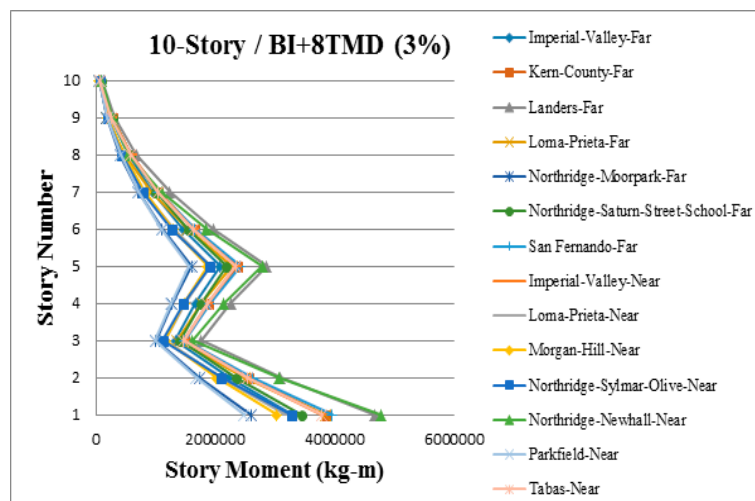 10-Story / BI+8TMD (3%)
Story Number
10
9
8
7
6
5
4
3
2
1
0
2000000
4000000
6000000
Story Moment (kg-m)
Imperial-Valley-Far
Kern-County-Far
Landers-Far
Loma-Prieta-Far
Northridge-Moorpark-Far
Northridge-Saturn-Street-School-Far
San Fernando-Far
Imperial-Valley-Near
Loma-Prieta-Near
Morgan-Hill-Near
Northridge-Sylmar-Olive-Near
Northridge-Newhall-Near
Parkfield-Near
Tabas-Near